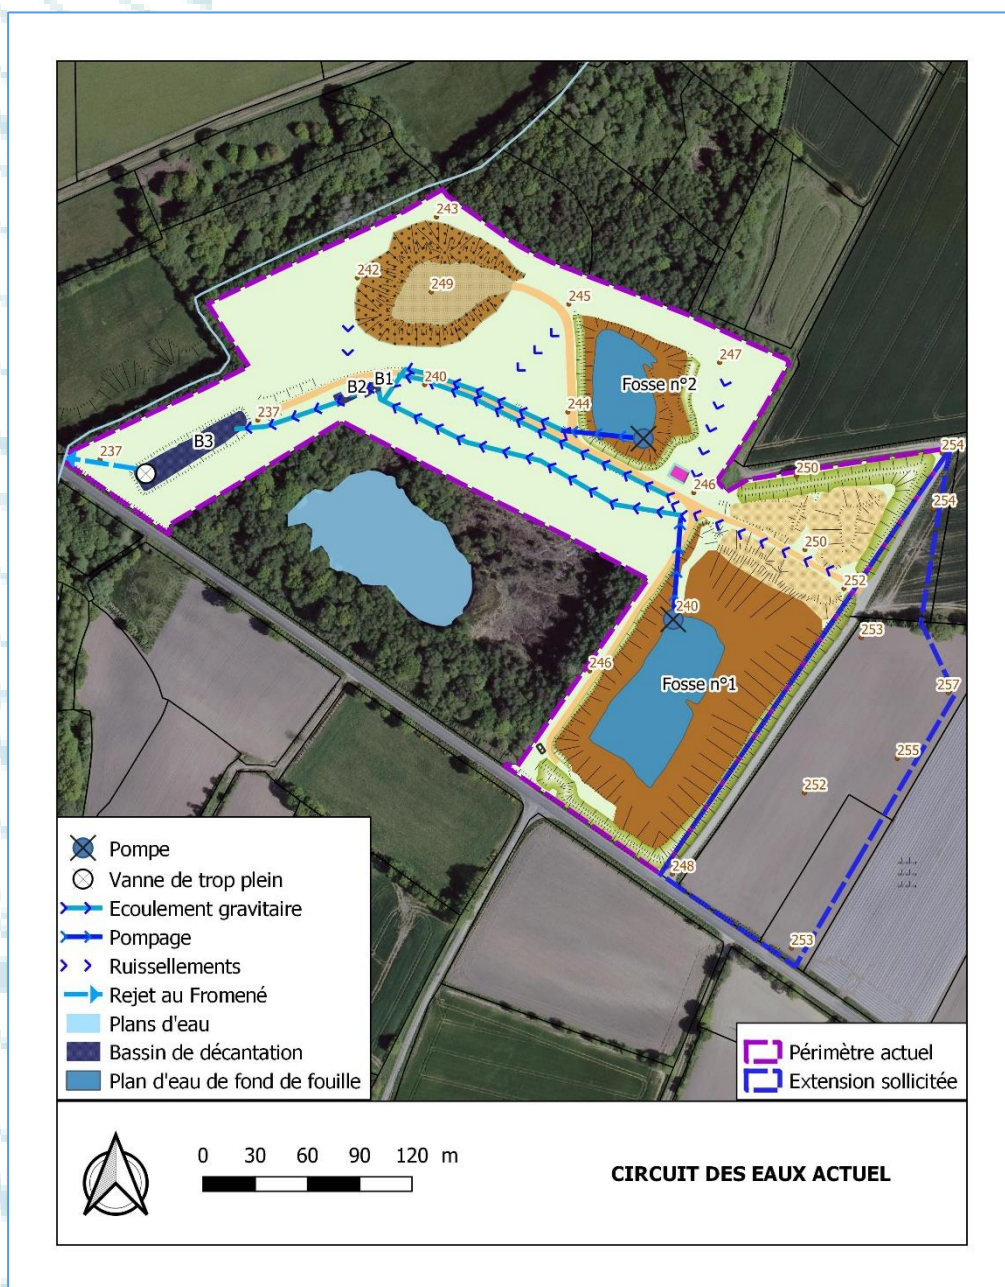 243
242
249
245
247
Fosse n°2
B1
240
B2
244
237
B3
237
254
250
254
246
250
252
240
253
246
Fosse n°1
257
255
252
248
253
Pompe
Vanne de trop plein
Ecoulement gravitaire
Pompage
Ruissellements
Rejet au Fromené
Plans d'eau
Bassin de décantation
Plan d'eau de fond de fouille
Périmètre actuel
Extension sollicitée
0 30 60 90 120 m
CIRCUIT DES EAUX ACTUEL